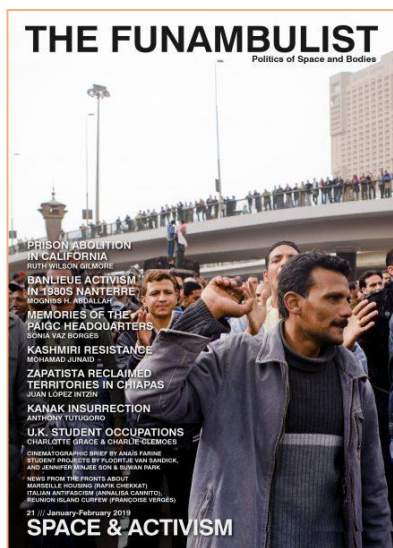 THE FUNAMBULIST
Politics of Space and Bodies
PRISON ABOLITION
IN CALIFORNIA
RUTH WILSON GILMORE
BANLIEUE ACTIVISM
IN 1980S NANTERRE
MOGNISS H. ABDALLAH
MEMORIES OF THE
PAIGC HEADQUARTERS
SÓNIA VAZ BORGES
KASHMIRI RESISTANCE
MOHAMAD JUNAID
ZAPATISTA RECLAIMED
TERRITORIES IN CHIAPAS
JUAN LÓPEZ INTZÍN
KANAK INSURRECTION
ANTHONY TUTUGORO
U.K. STUDENT OCCUPATIONS
CHARLOTTE GRACE & CHARLIE CLEMOES
CINEMATOGRAPHIC BRIEF BY ANAÏS FARINE
STUDENT PROJECTS BY FLOORTJE VAN SANDICK,
AND JENNIFER MINJEE SON & SUWAN PARK
NEWS FROM THE FRONTS ABOUT
MARSEILLE HOUSING (RAFIK CHEKKAT)
ITALIAN ANTIFASCISM (ANNALISA CANNITO),
REUNION ISLAND CURFEW (FRANÇOISE VERGÈS)
21 /// January-February 2019
SPACE & ACTIVISM